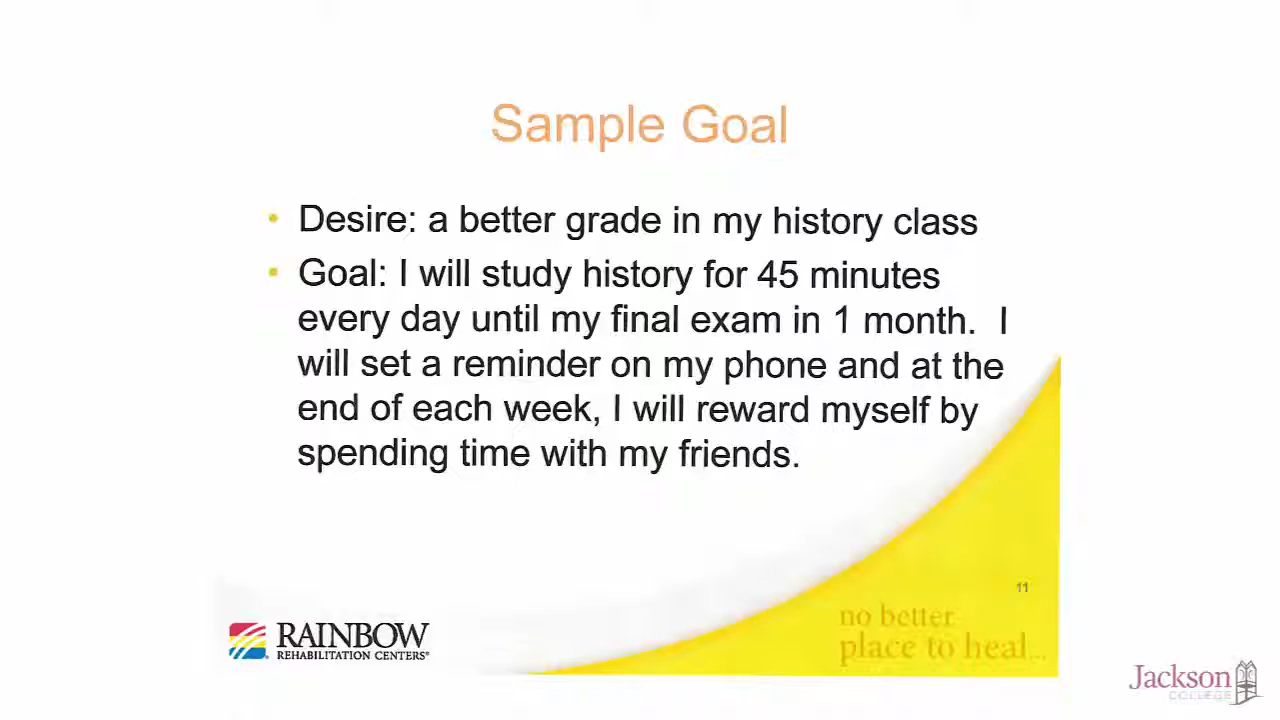 Sample Goal
• Desire: a better grade in my history class
• Goal: I will study history for 45 minutes
every day until my final exam in 1 month. I
will set a reminder on my phone and at the
end of each week, I will reward myself by
spending time with my friends.
11
no better
place to heal...
RAINBOW
REHABILITATION CENTERS®
Jackson
COLLEGE